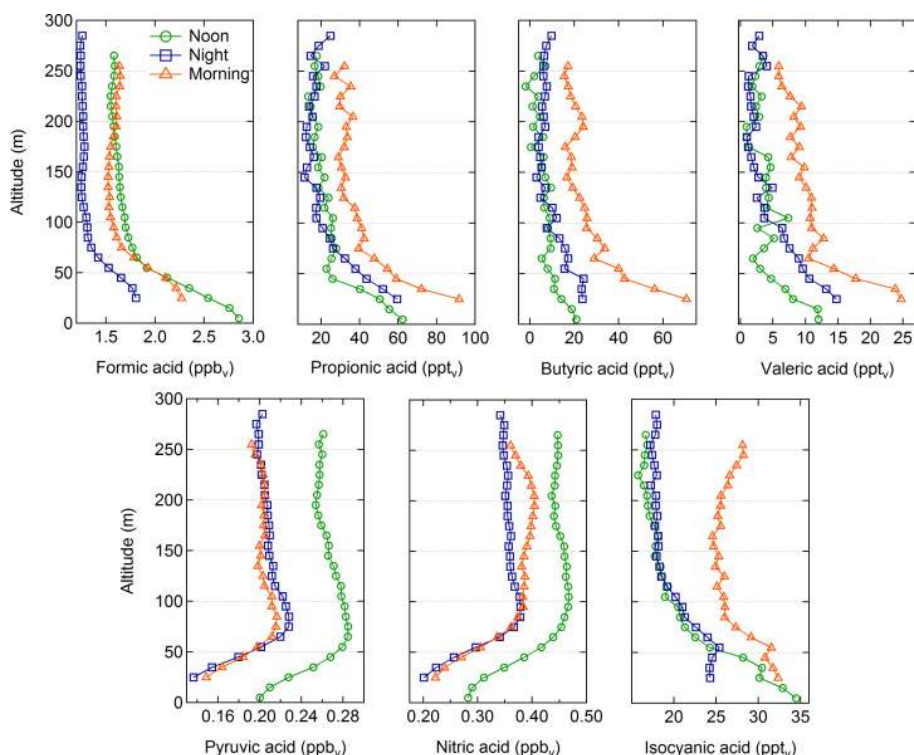 Noon
Night
Morning
Altitude (m)
300
250
200
150
100
50
0
1.5 2.0 2.5 3.0
20 40 60 80 100
0 20 40 60 80
0 5 10 15 20 25
Formic acid (ppbv)
Propionic acid (pptv)
Butyric acid (pptv)
Valeric acid (pptv)
Altitude (m)
300
250
200
150
100
50
0
0.16 0.20 0.24 0.28
0.20 0.30 0.40 0.50
20 25 30 35
Pyruvic acid (ppbv)
Nitric acid (ppbv)
Isocyanic acid (pptv)